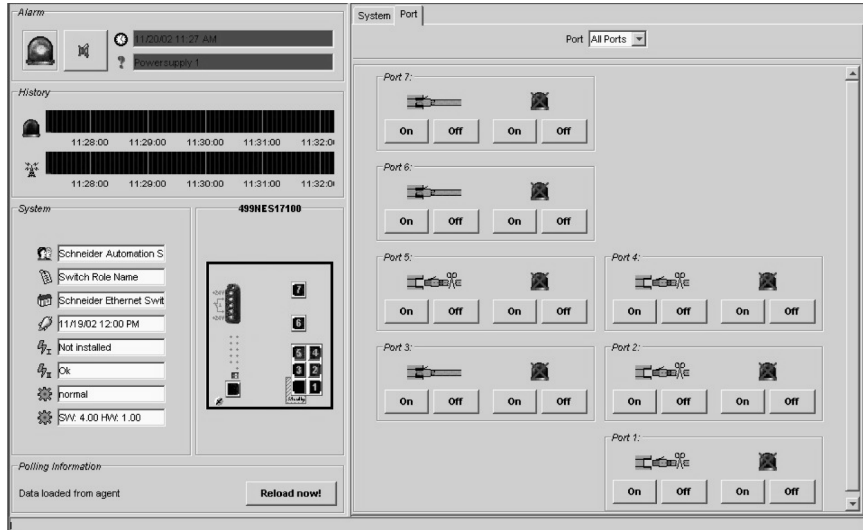 Alarm
11/20/02 11:27 AM
Powersupply 1
History
11:28:00 11:29:00 11:30:00 11:31:00 11:32:0
11:28:00 11:29:00 11:30:00 11:31:00 11:32:0
System
Schneider Automation S
Switch Role Name
Schneider Ethernet Swit
11/19/02 12:00 PM
Not installed
Ok
normal
SW: 4.00 HW: 1.00
499NES17100
+24V
7
6
5 4
3 2
1
Polling Information
Data loaded from agent
Reload now!
System Port
Port All Ports
Port 7:
On Off On Off
Port 6:
On Off On Off
Port 5:
On Off On Off
Port 4:
On Off On Off
Port 3:
On Off On Off
Port 2:
On Off On Off
Port 1:
On Off On Off